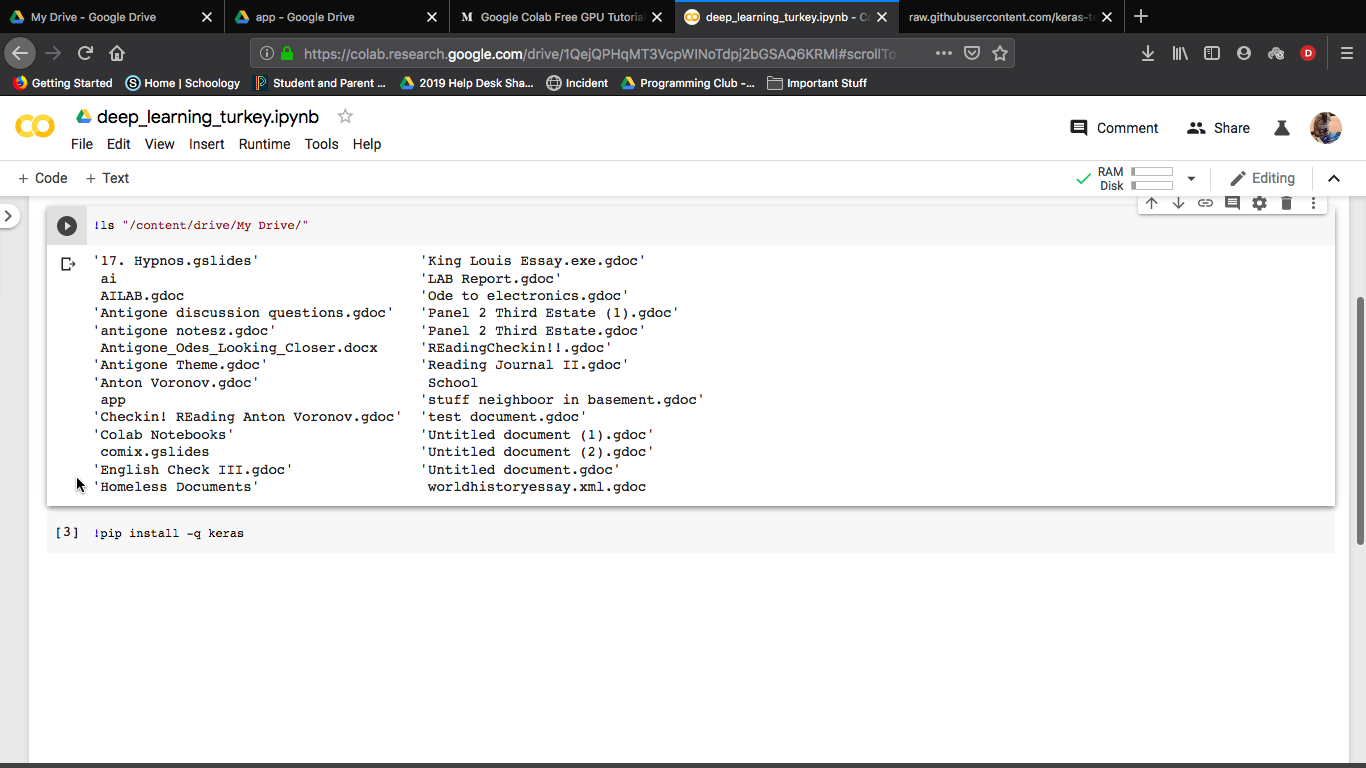 My Drive - Google Drive
app - Google Drive
M Google Colab Free GPU Tutoria
deep_learning_turkey.ipynb - C
raw.githubusercontent.com/keras-t
https://colab.research.google.com/drive/1QejQPHqMT3VcpWINoTdpj2bGSAQ6KRMl#scrollTo
D
Getting Started
S Home | Schoology
Student and Parent ...
2019 Help Desk Sha...
Incident
Programming Club -...
Important Stuff
CO deep_learning_turkey.ipynb
File Edit View Insert Runtime Tools Help
Comment
Share
+ Code + Text
RAM
Disk
Editing
!ls "/content/drive/My Drive/"
'17. Hypnos.gslides' 'King Louis Essay.exe.gdoc'
ai 'LAB Report.gdoc'
AILAB.gdoc 'Ode to electronics.gdoc'
'Antigone discussion questions.gdoc' 'Panel 2 Third Estate (1).gdoc'
'antigone notesz.gdoc' 'Panel 2 Third Estate.gdoc'
Antigone_Odes_Looking_Closer.docx 'REadingCheckin!!.gdoc'
'Antigone Theme.gdoc' 'Reading Journal II.gdoc'
'Anton Voronov.gdoc' School
app 'stuff neighboor in basement.gdoc'
'Checkin! REading Anton Voronov.gdoc' 'test document.gdoc'
'Colab Notebooks' 'Untitled document (1).gdoc'
comix.gslides 'Untitled document (2).gdoc'
'English Check III.gdoc' 'Untitled document.gdoc'
'Homeless Documents' worldhistoryessay.xml.gdoc
[3] !pip install -q keras